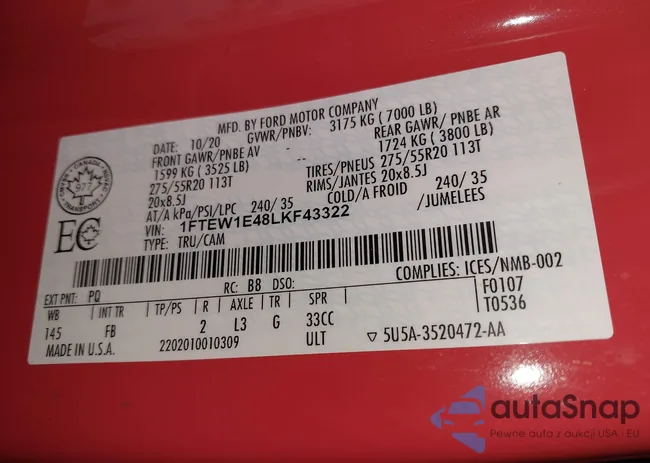 MFD. BY FORD MOTOR COMPANY
DATE: 10/20 GVWR/PNBV: 3175 KG ( 7000 LB)
FRONT GAWR/PNBE AV REAR GAWR/ PNBE AR
1599 KG ( 3525 LB) 1724 KG ( 3800 LB)
275/55R20 113T TIRES/PNEUS 275/55R20 113T
20x8.5J RIMS/JANTES 20x8.5J
AT/A kPa/PSI/LPC 240/ 35 COLD/A FROID 240/ 35
VIN: 1FTEW1E48LKF43322 /JUMELEES
TYPE: TRU/CAM
CANADA
977
TRANSPORT
EC
COMPLIES: ICES/NMB-002
EXT PNT: PQ RC: B8 DSO: F0107
WB INT TR TP/PS R AXLE TR SPR T0536
145 FB 2 L3 G 33CC
MADE IN U.S.A. 2202010010309 ULT ▽ 5U5A-3520472-AA
autaSnap
Pewne auta z aukcji USA i EU